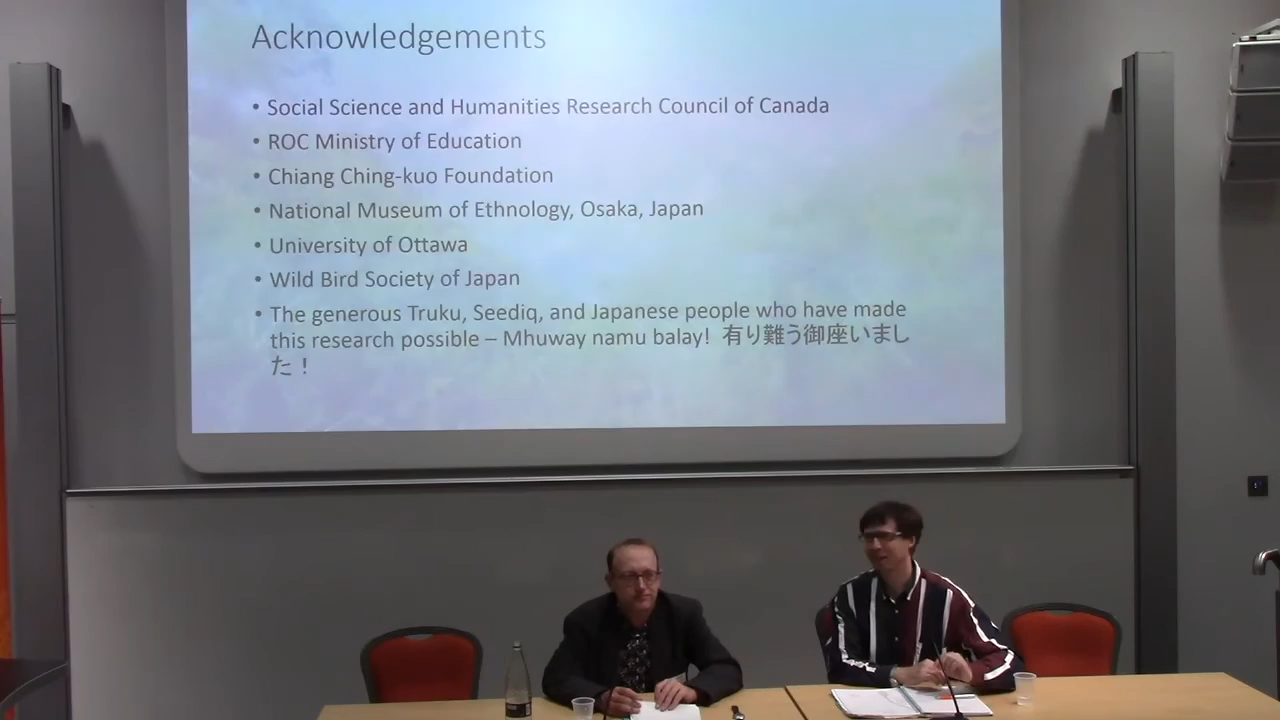 Acknowledgements
• Social Science and Humanities Research Council of Canada
• ROC Ministry of Education
• Chiang Ching-kuo Foundation
• National Museum of Ethnology, Osaka, Japan
• University of Ottawa
• Wild Bird Society of Japan
• The generous Truku, Seediq, and Japanese people who have made
this research possible – Mhuway namu balay! 有り難う御座いまし
た！